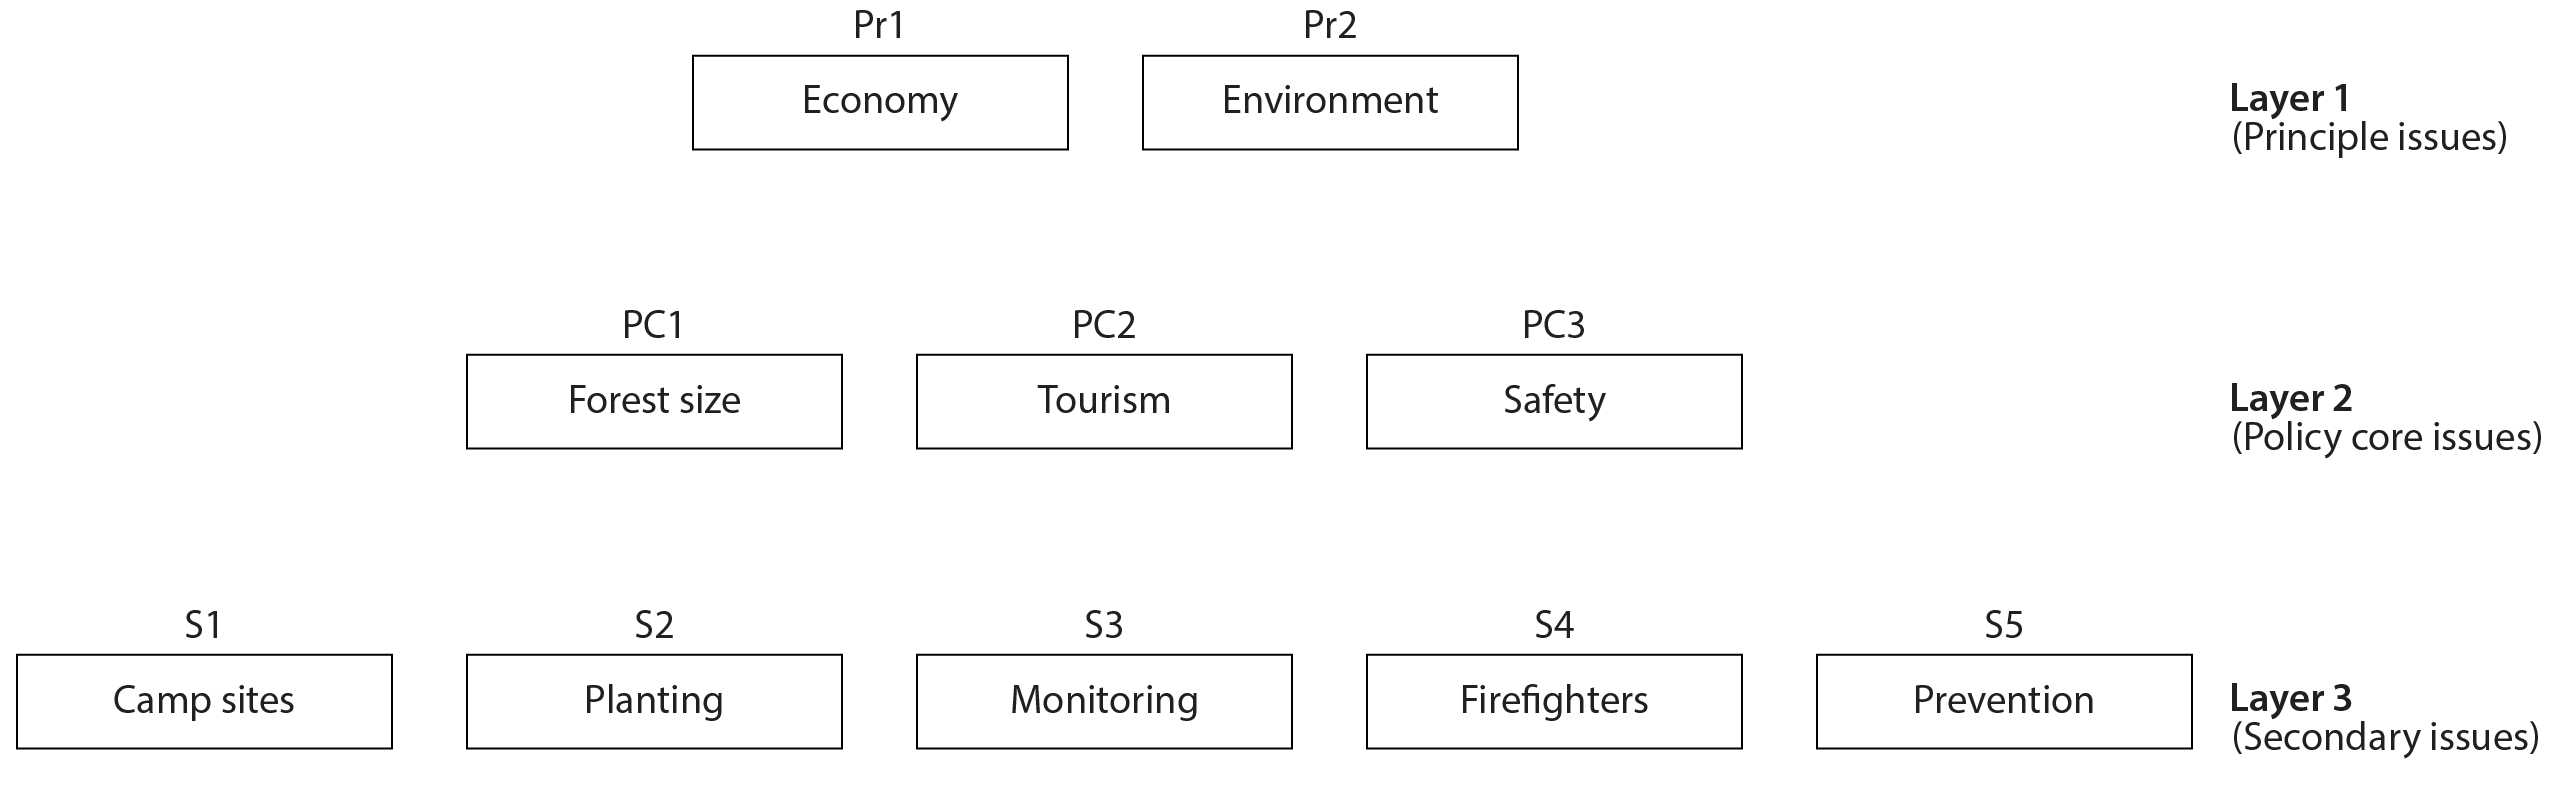 Pr1
Pr2
Economy
Environment
Layer 1
(Principle issues)
PC1
PC2
PC3
Forest size
Tourism
Safety
Layer 2
(Policy core issues)
S1
S2
S3
S4
S5
Camp sites
Planting
Monitoring
Firefighters
Prevention
Layer 3
(Secondary issues)